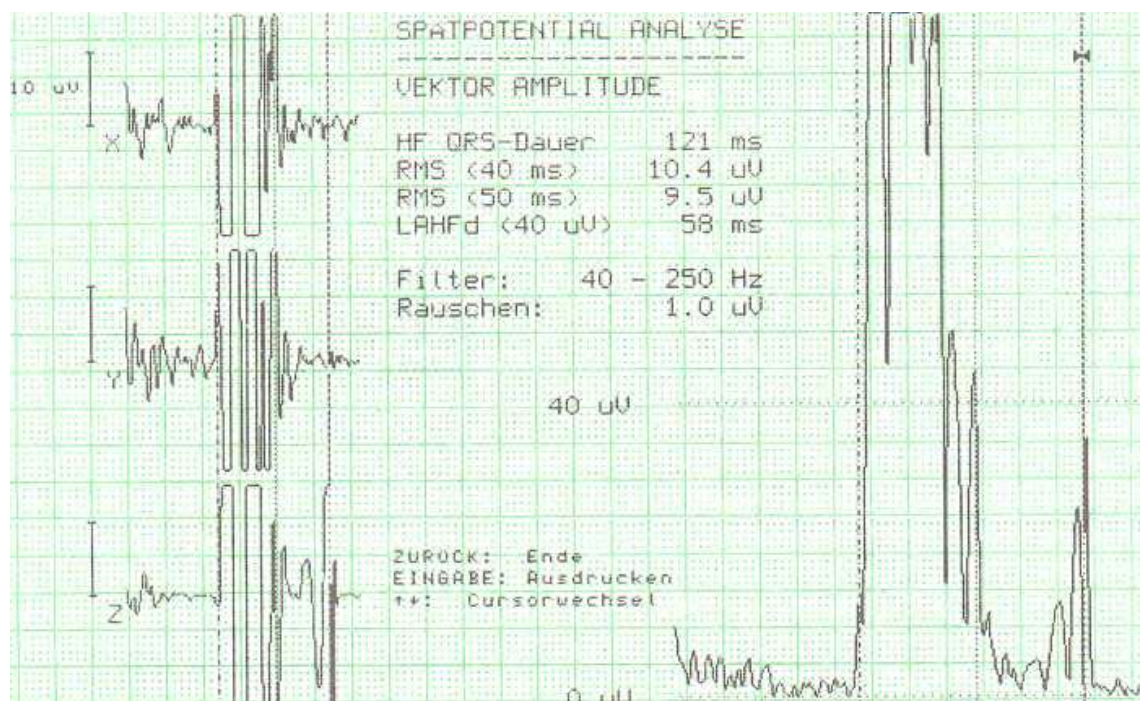 SPÄTPOTENTIAL ANALYSE
VEKTOR AMPLITUDE
10 uV
X
HF QRS-Dauer 121 ms
RMS (40 ms) 10.4 uV
RMS (50 ms) 9.5 uV
LAHFd (40 uV) 58 ms
Filter: 40 - 250 Hz
Rauschen: 1.0 uV
Y
40 uV
ZURÜCK: Ende
EINGABE: Ausdrucken
↑↓: Cursorwechsel
Z
0 uV